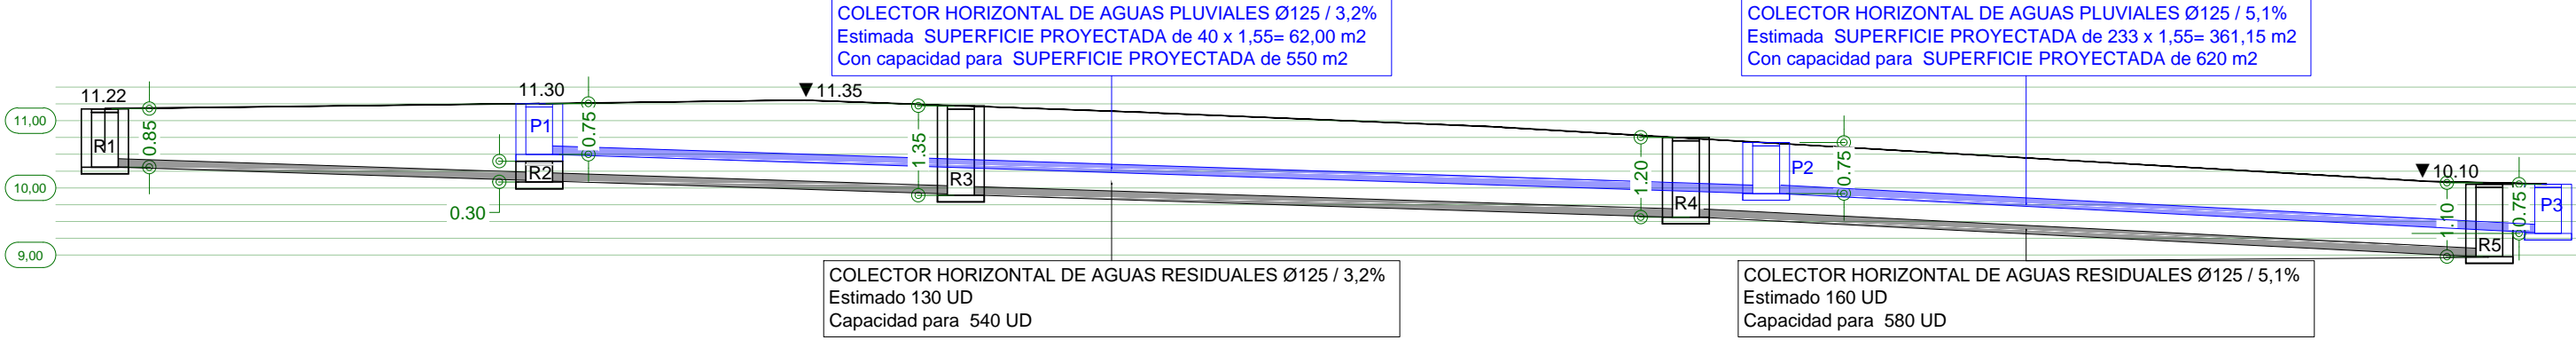 COLECTOR HORIZONTAL DE AGUAS PLUVIALES Ø125 / 3,2%
Estimada SUPERFICIE PROYECTADA de 40 x 1,55= 62,00 m2
Con capacidad para SUPERFICIE PROYECTADA de 550 m2
COLECTOR HORIZONTAL DE AGUAS PLUVIALES Ø125 / 5,1%
Estimada SUPERFICIE PROYECTADA de 233 x 1,55= 361,15 m2
Con capacidad para SUPERFICIE PROYECTADA de 620 m2
11.22
11.30
11.35
11,00
R1
0.85
P1
0.75
1.35
R3
R2
0.30
10,00
1.20
R4
P2
0.75
10.10
1.10
0.75
P3
R5
9,00
COLECTOR HORIZONTAL DE AGUAS RESIDUALES Ø125 / 3,2%
Estimado 130 UD
Capacidad para 540 UD
COLECTOR HORIZONTAL DE AGUAS RESIDUALES Ø125 / 5,1%
Estimado 160 UD
Capacidad para 580 UD